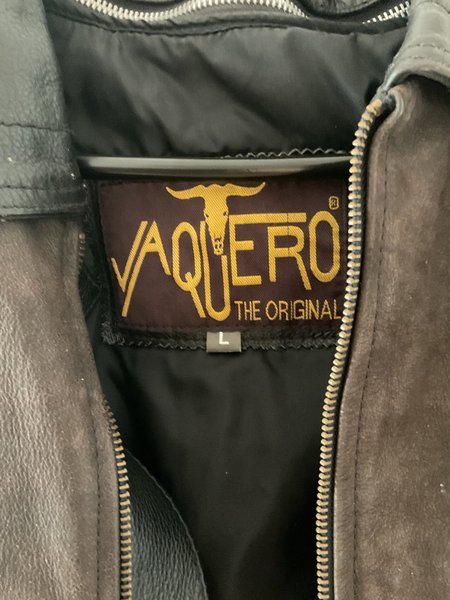 VAQUERO®
THE ORIGINAL
L